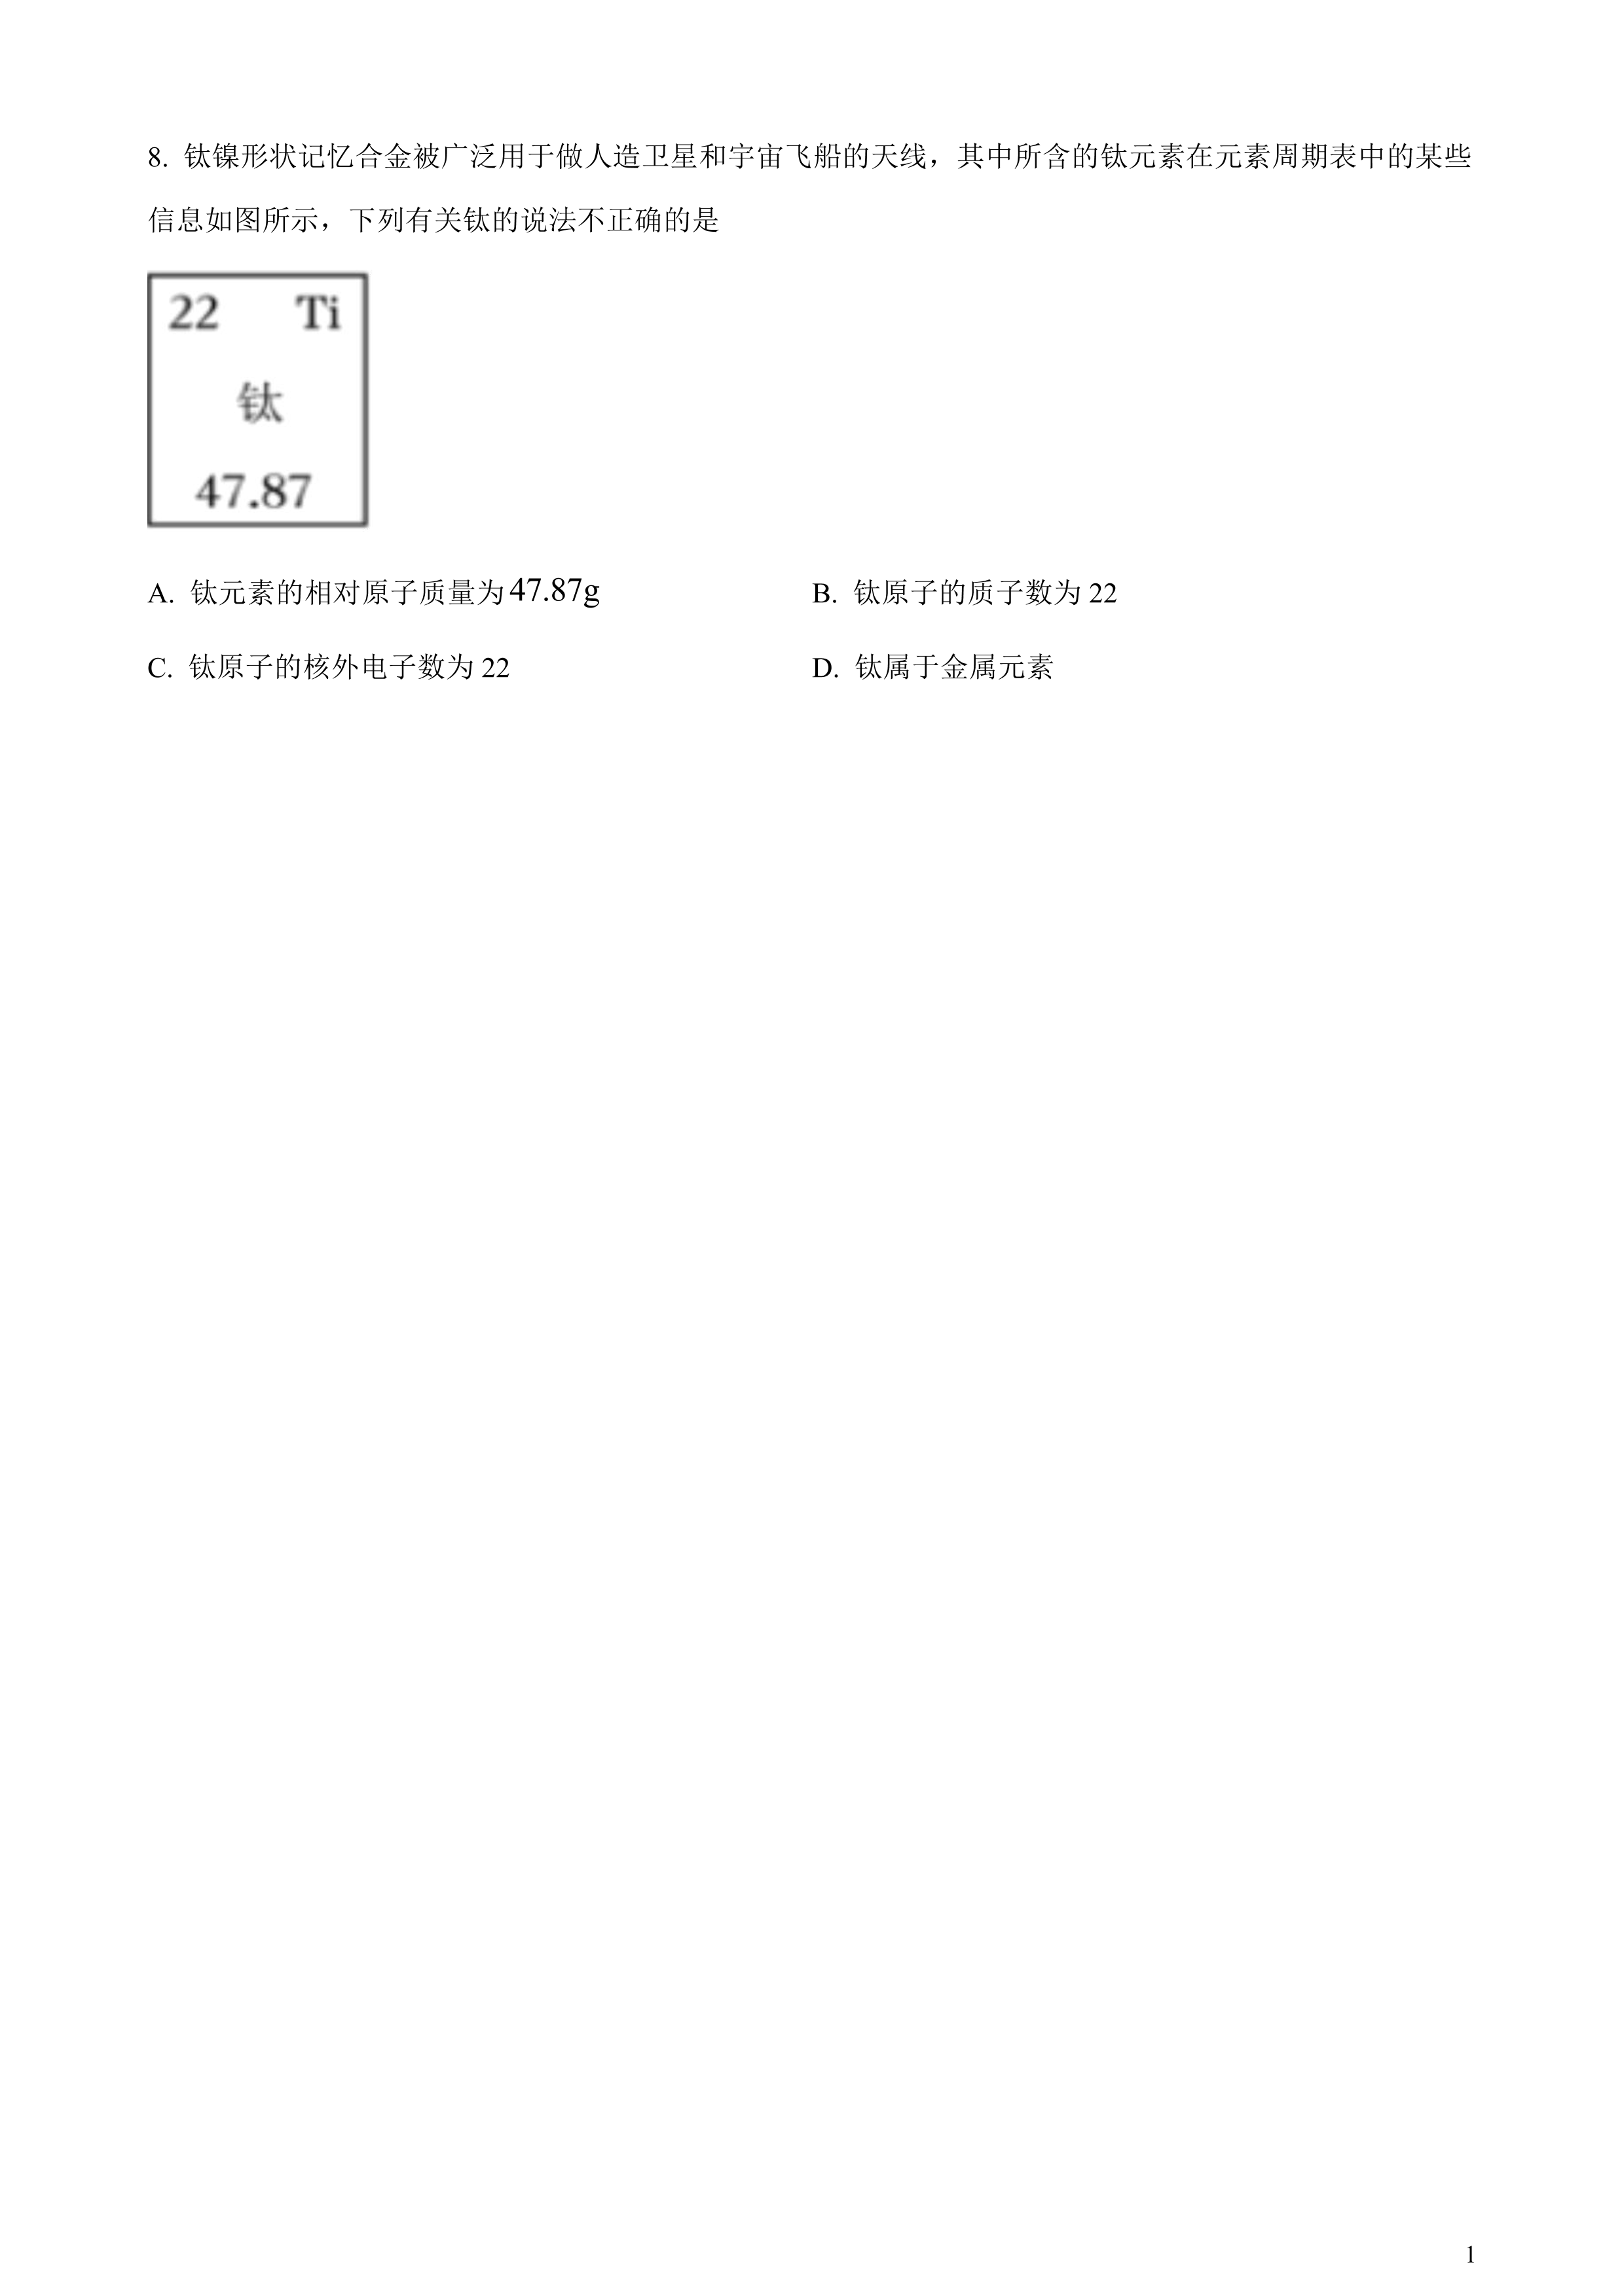 8. 钛镍形状记忆合金被广泛用于做人造卫星和宇宙飞船的天线，其中所含的钛元素在元素周期表中的某些
信息如图所示，下列有关钛的说法不正确的是
22 Ti
钛
47.87
A. 钛元素的相对原子质量为47.87g B. 钛原子的质子数为 22
C. 钛原子的核外电子数为 22 D. 钛属于金属元素
1